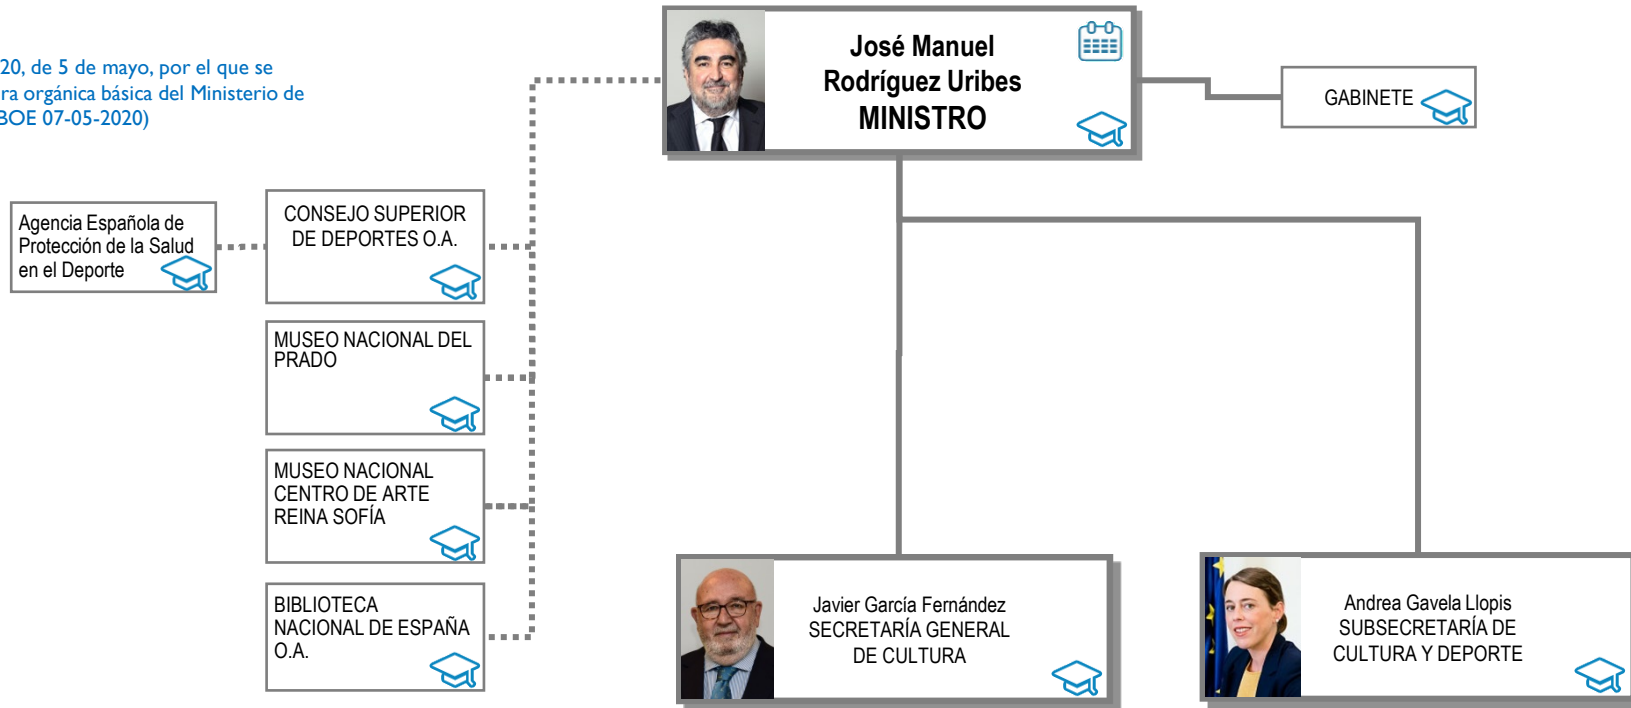 20, de 5 de mayo, por el que se
ra orgánica básica del Ministerio de
BOE 07-05-2020)
José Manuel
Rodríguez Uribes
MINISTRO
GABINETE
Agencia Española de
Protección de la Salud
en el Deporte
CONSEJO SUPERIOR
DE DEPORTES O.A.
MUSEO NACIONAL DEL
PRADO
MUSEO NACIONAL
CENTRO DE ARTE
REINA SOFÍA
BIBLIOTECA
NACIONAL DE ESPAÑA
O.A.
Javier García Fernández
SECRETARÍA GENERAL
DE CULTURA
Andrea Gavela Llopis
SUBSECRETARÍA DE
CULTURA Y DEPORTE